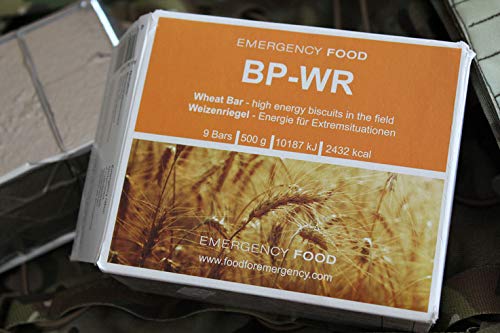 EMERGENCY FOOD
BP-WR
Wheat Bar - high energy biscuits in the field
Weizenriegel - Energie für Extremsituationen
9 Bars | 500 g | 10187 kJ | 2432 kcal
EMERGENCY FOOD
www.foodforemergency.com